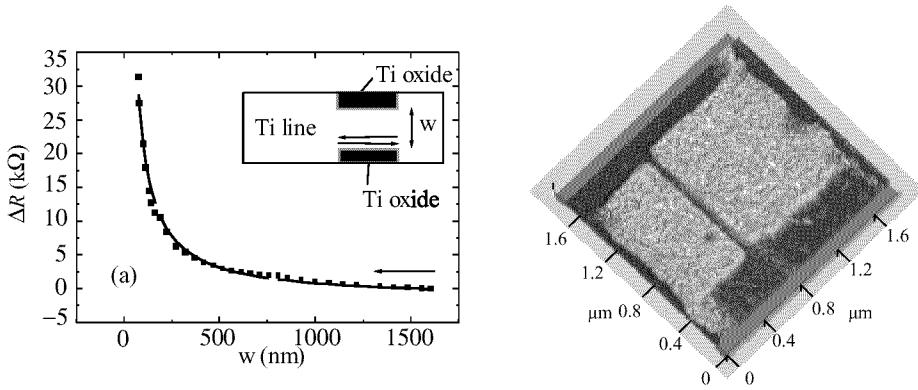 35
30
25
20
15
10
5
0
−5
ΔR (kΩ)
Ti oxide
Ti line
w
Ti oxide
(a)
0 500 1000 1500
w (nm)
1.6
1.2
μm 0.8
0.4
0
0
0.4
0.8 μm
1.2
1.6